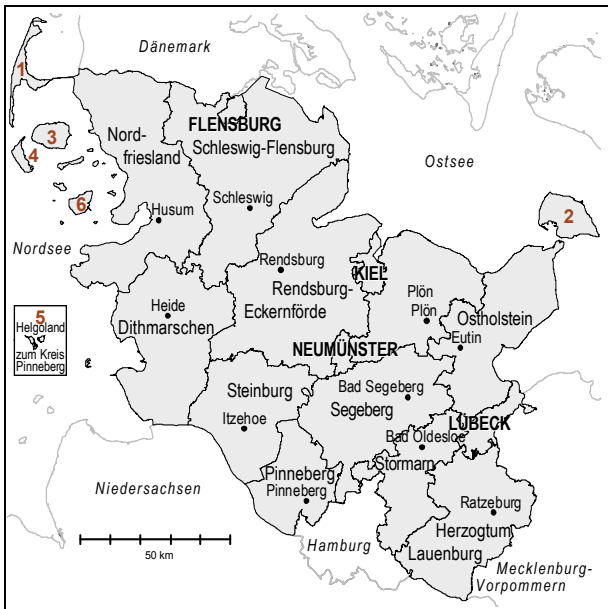 Dänemark
1
FLENSBURG
Nord-
friesland
3
4
Schleswig-Flensburg
Ostsee
6
Schleswig
2
Husum
Nordsee
Rendsburg
KIEL
Rendsburg-
Eckernförde
Plön
Plön
Heide
Dithmarschen
Ostholstein
5
Helgoland
zum Kreis
Pinneberg
Eutin
NEUMÜNSTER
Steinburg
Bad Segeberg
Segeberg
Itzehoe
LÜBECK
Bad Oldesloe
Stormarn
Pinneberg
Pinneberg
Niedersachsen
Ratzeburg
Herzogtum
Lauenburg
50 km
Hamburg
Mecklenburg-
Vorpommern